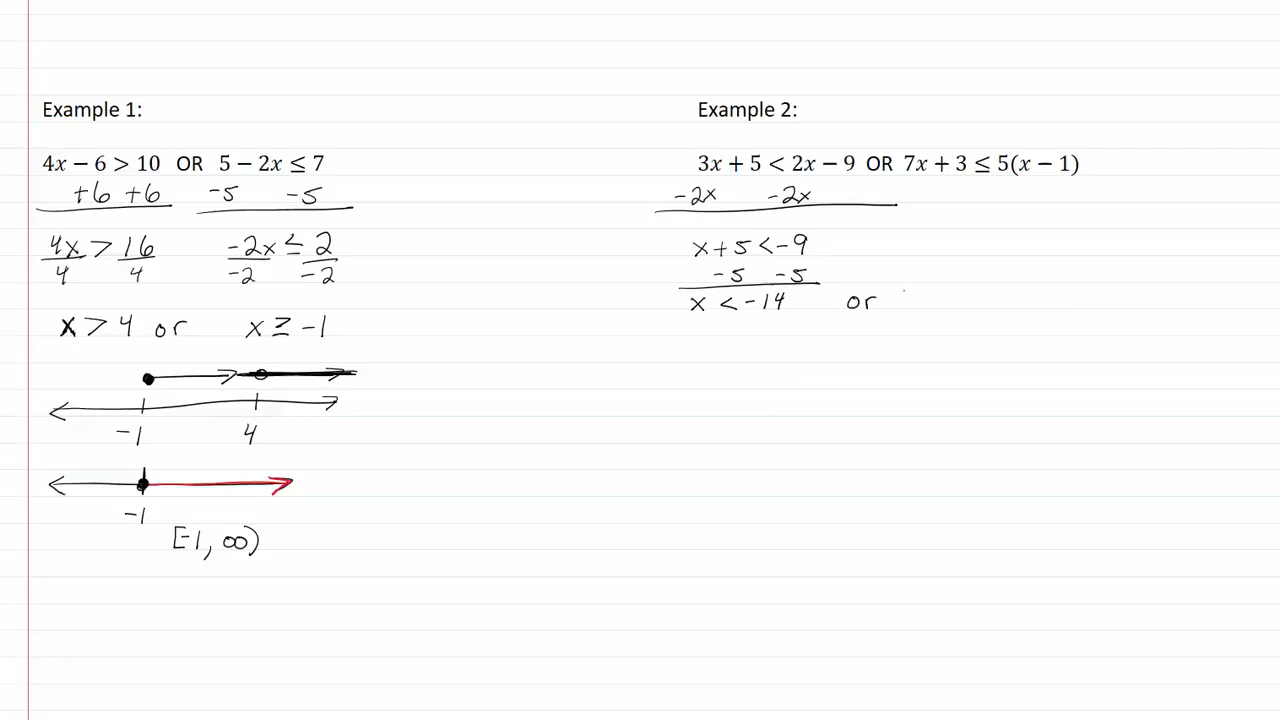 Example 1:
4x − 6 > 10 OR 5 − 2x ≤ 7
+6 +6 -5 -5
4x > 16 -2x ≤ 2
4 4 -2 -2
x > 4 or x ≥ -1
-1 4
-1
[-1, ∞)
Example 2:
3x + 5 < 2x − 9 OR 7x + 3 ≤ 5(x − 1)
-2x -2x
x + 5 < -9
-5 -5
x < -14 or